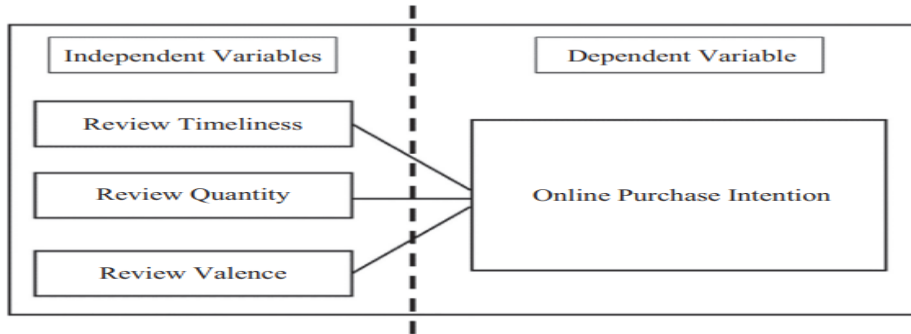 Independent Variables
Dependent Variable
Review Timeliness
Review Quantity
Review Valence
Online Purchase Intention